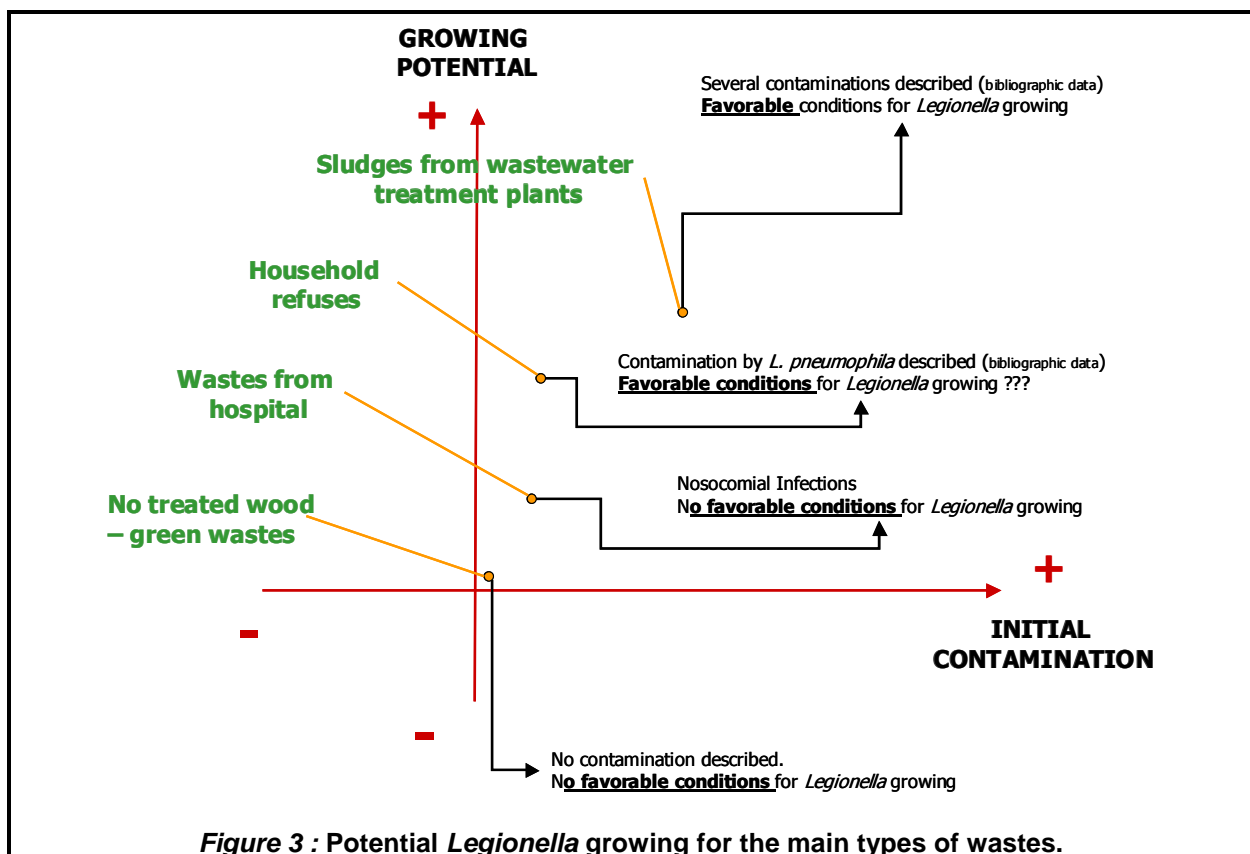 GROWING
POTENTIAL
+
Several contaminations described (bibliographic data)
Favorable conditions for Legionella growing
Sludges from wastewater
treatment plants
Household
refuses
Contamination by L. pneumophila described (bibliographic data)
Favorable conditions for Legionella growing ???
Wastes from
hospital
Nosocomial Infections
No favorable conditions for Legionella growing
No treated wood
– green wastes
+
-
INITIAL
CONTAMINATION
-
No contamination described.
No favorable conditions for Legionella growing
Figure 3 : Potential Legionella growing for the main types of wastes.